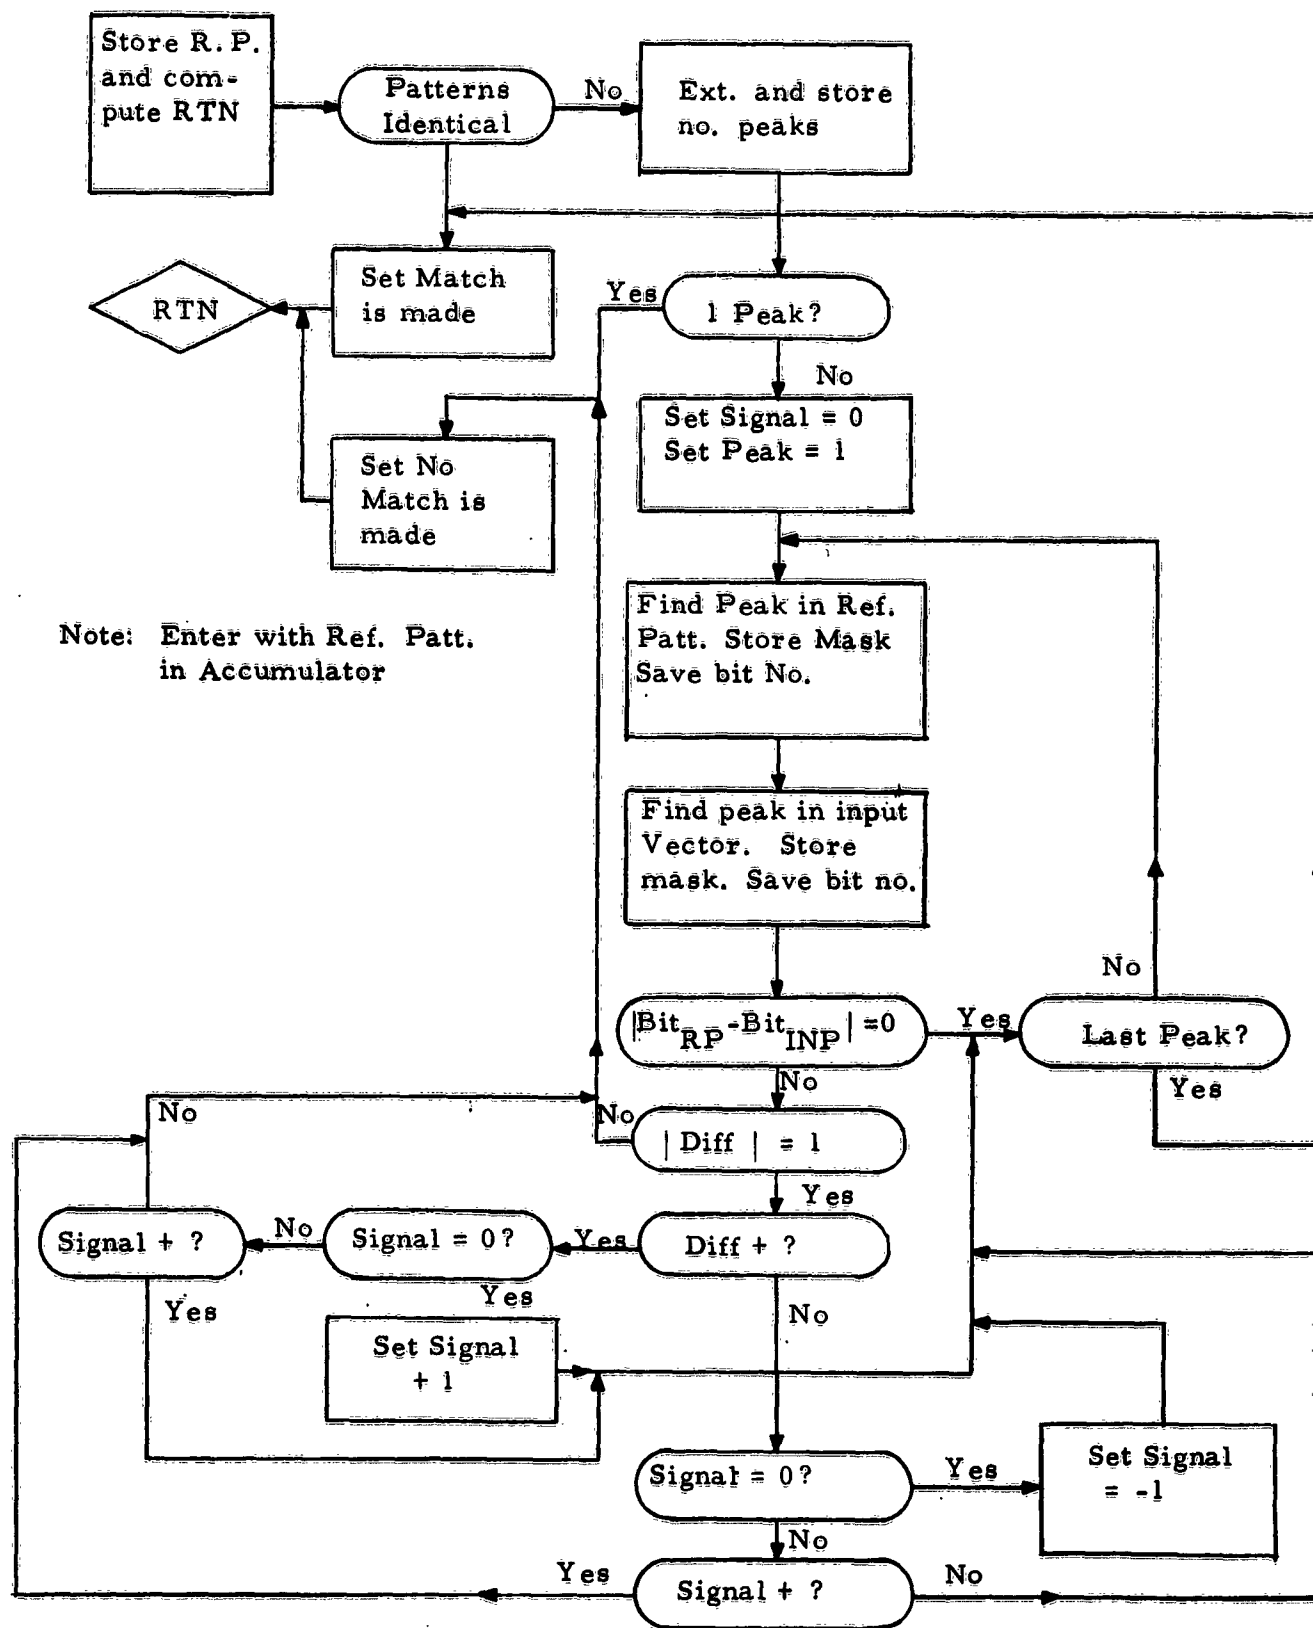 Store R. P.
and com-
pute RTN
Patterns
Identical
No
Ext. and store
no. peaks
RTN
Set Match
is made
Yes
1 Peak?
No
Set Signal = 0
Set Peak = 1
Set No
Match is
made
Find Peak in Ref.
Patt. Store Mask
Save bit No.
Note: Enter with Ref. Patt.
in Accumulator
Find peak in input
Vector. Store
mask. Save bit no.
No
|Bit_RP-Bit_INP| =0
Yes
Last Peak?
No
Yes
No
No
| Diff | = 1
Yes
Signal + ?
No
Signal = 0?
Yes
Diff + ?
Yes
Yes
No
Set Signal
+ 1
Signal = 0?
Yes
Set Signal
= -1
No
Yes
Signal + ?
No